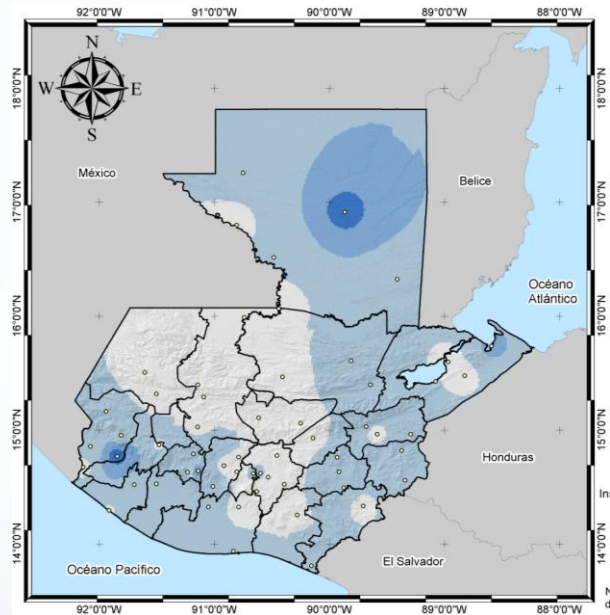 92°0'0"W 91°0'0"W 90°0'0"W 89°0'0"W 88°0'0"W
N
W E
S
18°0'0"N 18°0'0"N
México
Belice
17°0'0"N 17°0'0"N
Océano
Atlántico
16°0'0"N 16°0'0"N
15°0'0"N 15°0'0"N
Honduras
Ins
14°0'0"N 14°0'0"N
El Salvador
Océano Pacífico
N
d
92°0'0"W 91°0'0"W 90°0'0"W 89°0'0"W 88°0'0"W